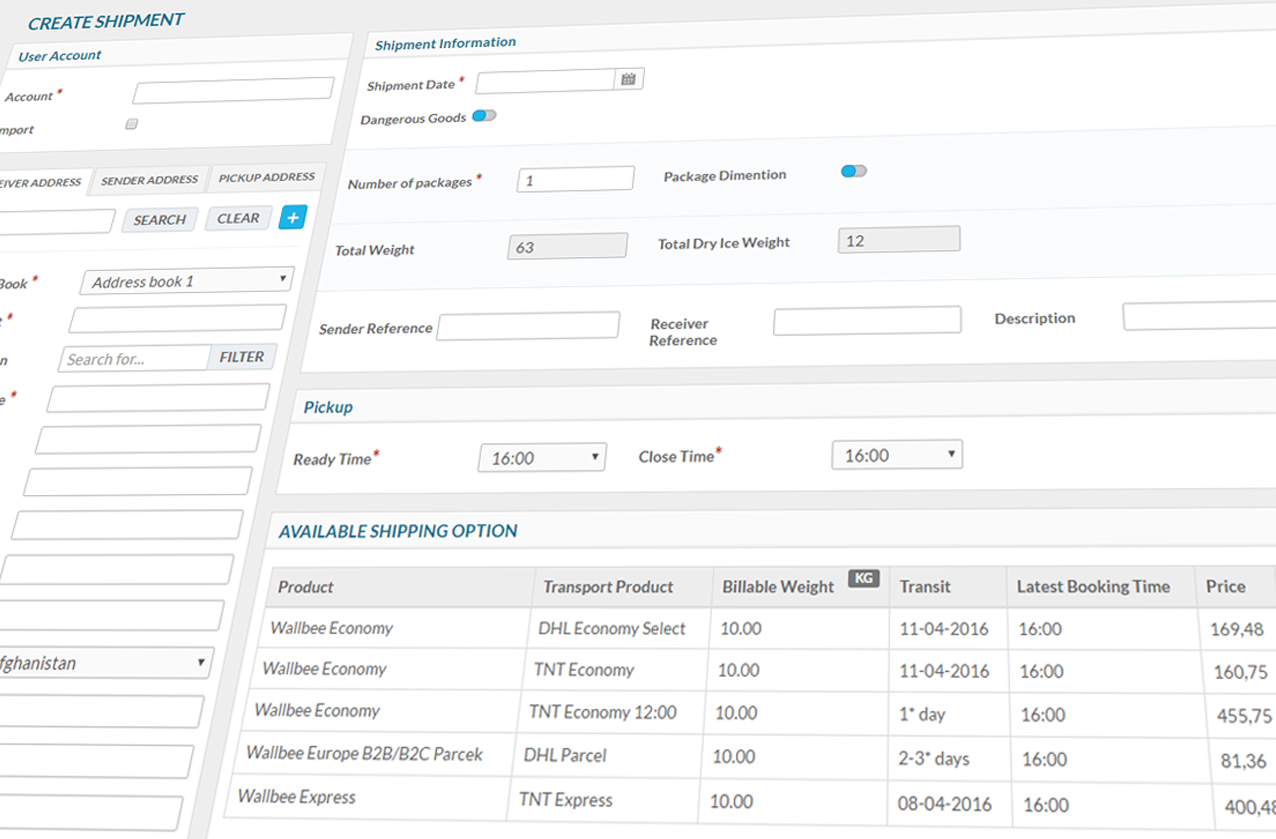 CREATE SHIPMENT
User Account
Account *
mport
EIVER ADDRESS SENDER ADDRESS PICKUP ADDRESS
SEARCH CLEAR +
Book *
Address book 1
*
n Search for... FILTER
e *
fghanistan
Shipment Information
Shipment Date *
Dangerous Goods
Number of packages * 1 Package Dimention
Total Weight 63 Total Dry Ice Weight 12
Sender Reference Receiver Reference Description
Pickup
Ready Time* 16:00 Close Time* 16:00
AVAILABLE SHIPPING OPTION
Product Transport Product Billable Weight KG Transit Latest Booking Time Price
Wallbee Economy DHL Economy Select 10.00 11-04-2016 16:00 169,48
Wallbee Economy TNT Economy 10.00 11-04-2016 16:00 160,75
Wallbee Economy TNT Economy 12:00 10.00 1* day 16:00 455,75
Wallbee Europe B2B/B2C Parcek DHL Parcel 10.00 2-3* days 16:00 81,36
Wallbee Express TNT Express 10.00 08-04-2016 16:00 400,48